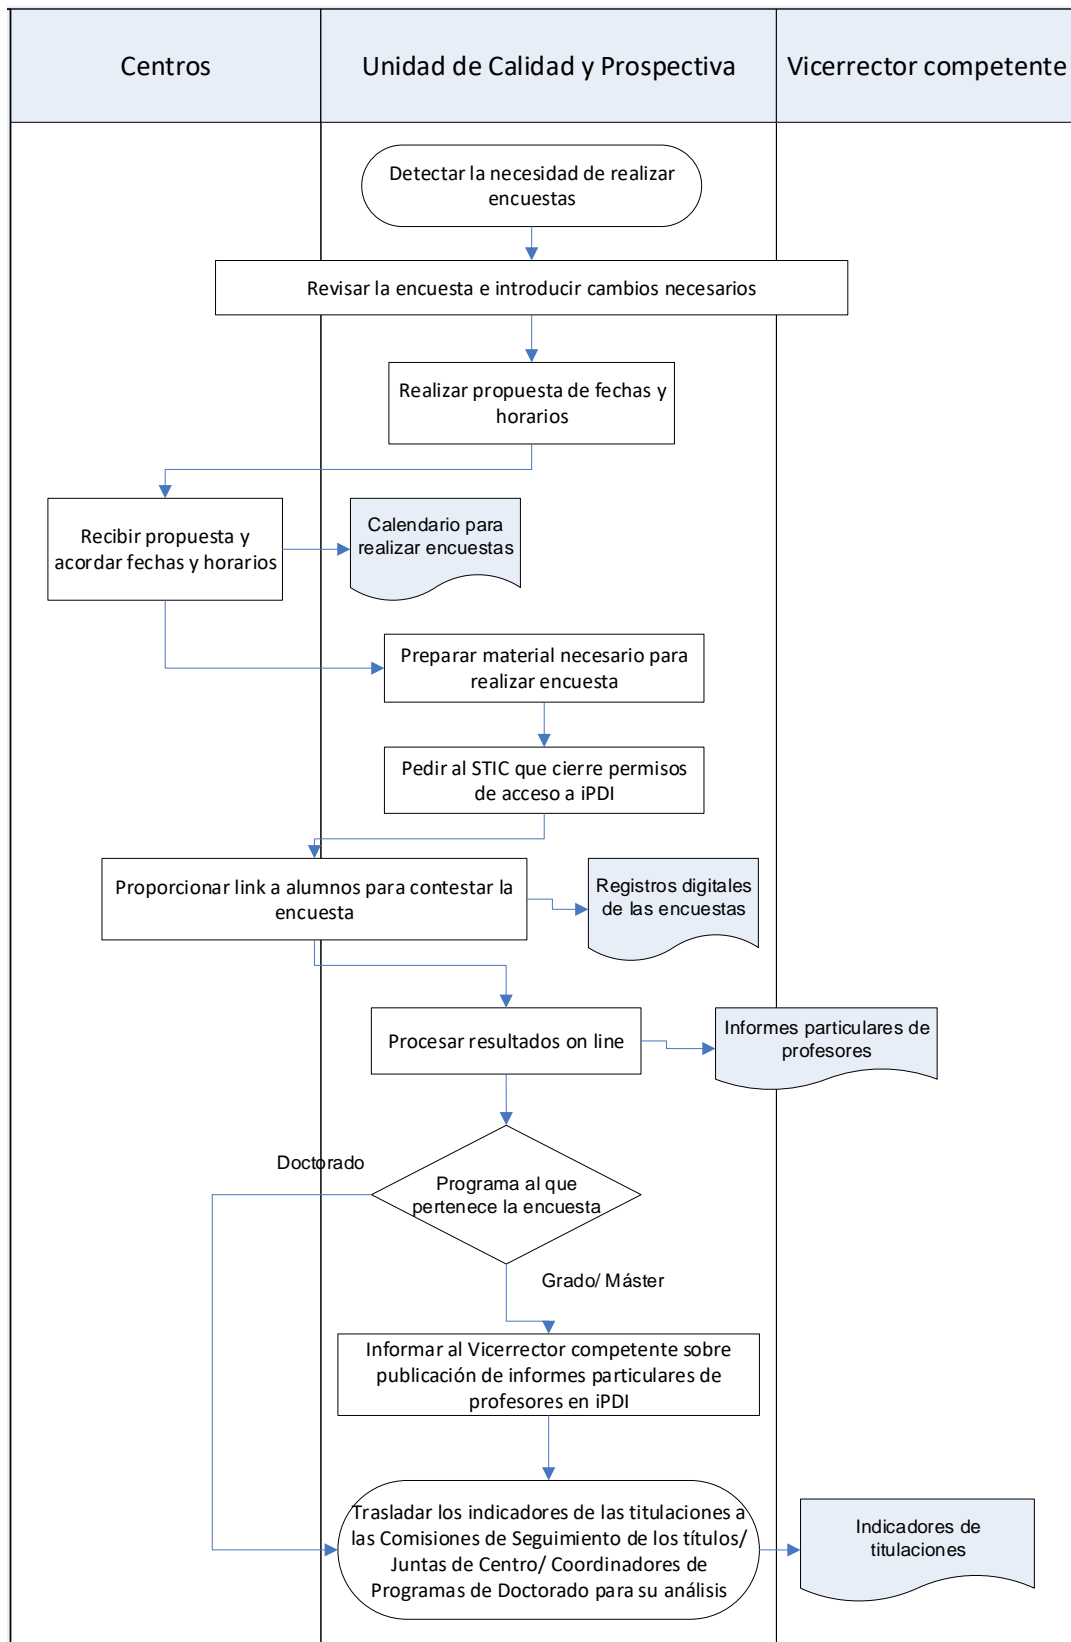 Centros
Unidad de Calidad y Prospectiva
Vicerrector competente
Detectar la necesidad de realizar
encuestas
Revisar la encuesta e introducir cambios necesarios
Realizar propuesta de fechas y
horarios
Recibir propuesta y
acordar fechas y horarios
Calendario para
realizar encuestas
Preparar material necesario para
realizar encuesta
Pedir al STIC que cierre permisos
de acceso a iPDI
Proporcionar link a alumnos para contestar la
encuesta
Registros digitales
de las encuestas
Procesar resultados on line
Informes particulares de
profesores
Doctorado
Programa al que
pertenece la encuesta
Grado/ Máster
Informar al Vicerrector competente sobre
publicación de informes particulares de
profesores en iPDI
Trasladar los indicadores de las titulaciones a
las Comisiones de Seguimiento de los títulos/
Juntas de Centro/ Coordinadores de
Programas de Doctorado para su análisis
Indicadores de
titulaciones